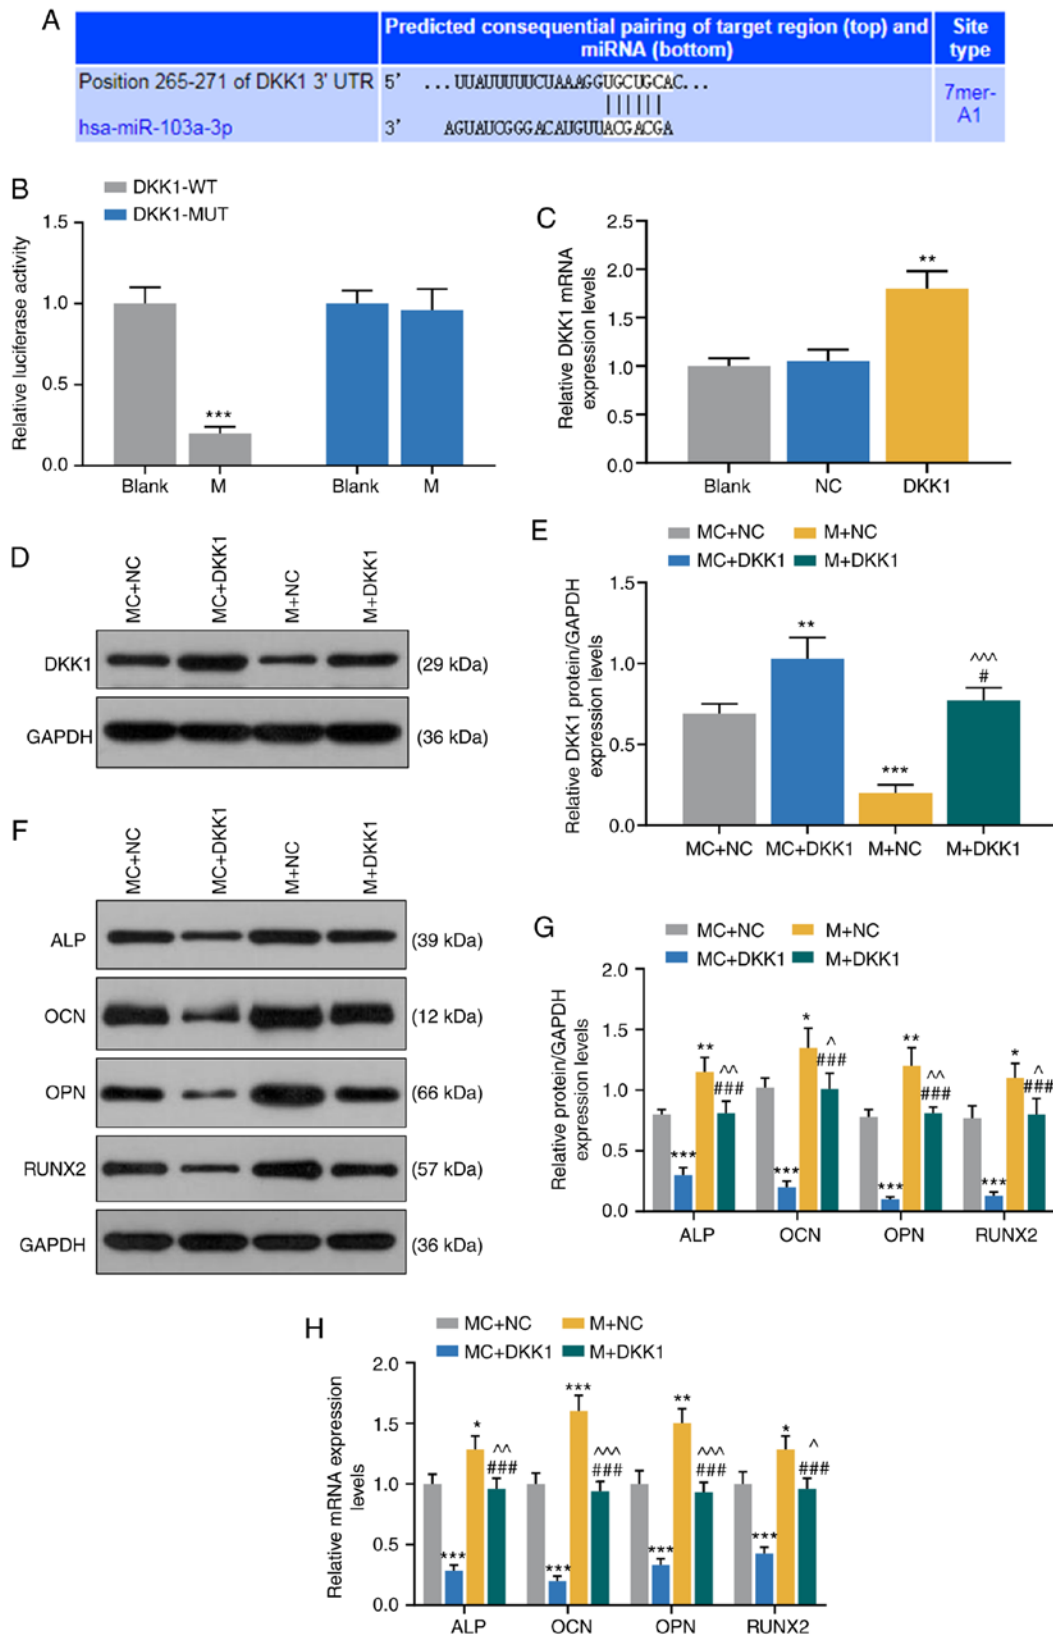 A
Predicted consequential pairing of target region (top) and miRNA (bottom)
Site type
Position 265-271 of DKK1 3' UTR
5' ...UUAUUUUUCUAAAGGUGCUGCAC...
hsa-miR-103a-3p
3' AGUAUCGGGACAUGUUACGACGA
7mer-A1
B
DKK1-WT
DKK1-MUT
Relative luciferase activity
1.5
1.0
0.5
0.0
***
Blank
M
Blank
M
C
Relative DKK1 mRNA expression levels
2.5
2.0
1.5
1.0
0.5
0.0
**
Blank
NC
DKK1
D
MC+NC
MC+DKK1
M+NC
M+DKK1
DKK1
(29 kDa)
GAPDH
(36 kDa)
E
MC+NC
M+NC
MC+DKK1
M+DKK1
Relative DKK1 protein/GAPDH expression levels
1.5
1.0
0.5
0.0
**
***
^^^
#
MC+NC
MC+DKK1
M+NC
M+DKK1
F
MC+NC
MC+DKK1
M+NC
M+DKK1
ALP
(39 kDa)
OCN
(12 kDa)
OPN
(66 kDa)
RUNX2
(57 kDa)
GAPDH
(36 kDa)
G
MC+NC
M+NC
MC+DKK1
M+DKK1
Relative protein/GAPDH expression levels
2.0
1.5
1.0
0.5
0.0
***
**
^^
###
***
*
^
###
***
**
^^
###
***
*
^
###
ALP
OCN
OPN
RUNX2
H
MC+NC
M+NC
MC+DKK1
M+DKK1
Relative mRNA expression levels
2.0
1.5
1.0
0.5
0.0
***
*
^^
###
***
***
^^^
###
***
**
^^^
###
***
*
^
###
ALP
OCN
OPN
RUNX2